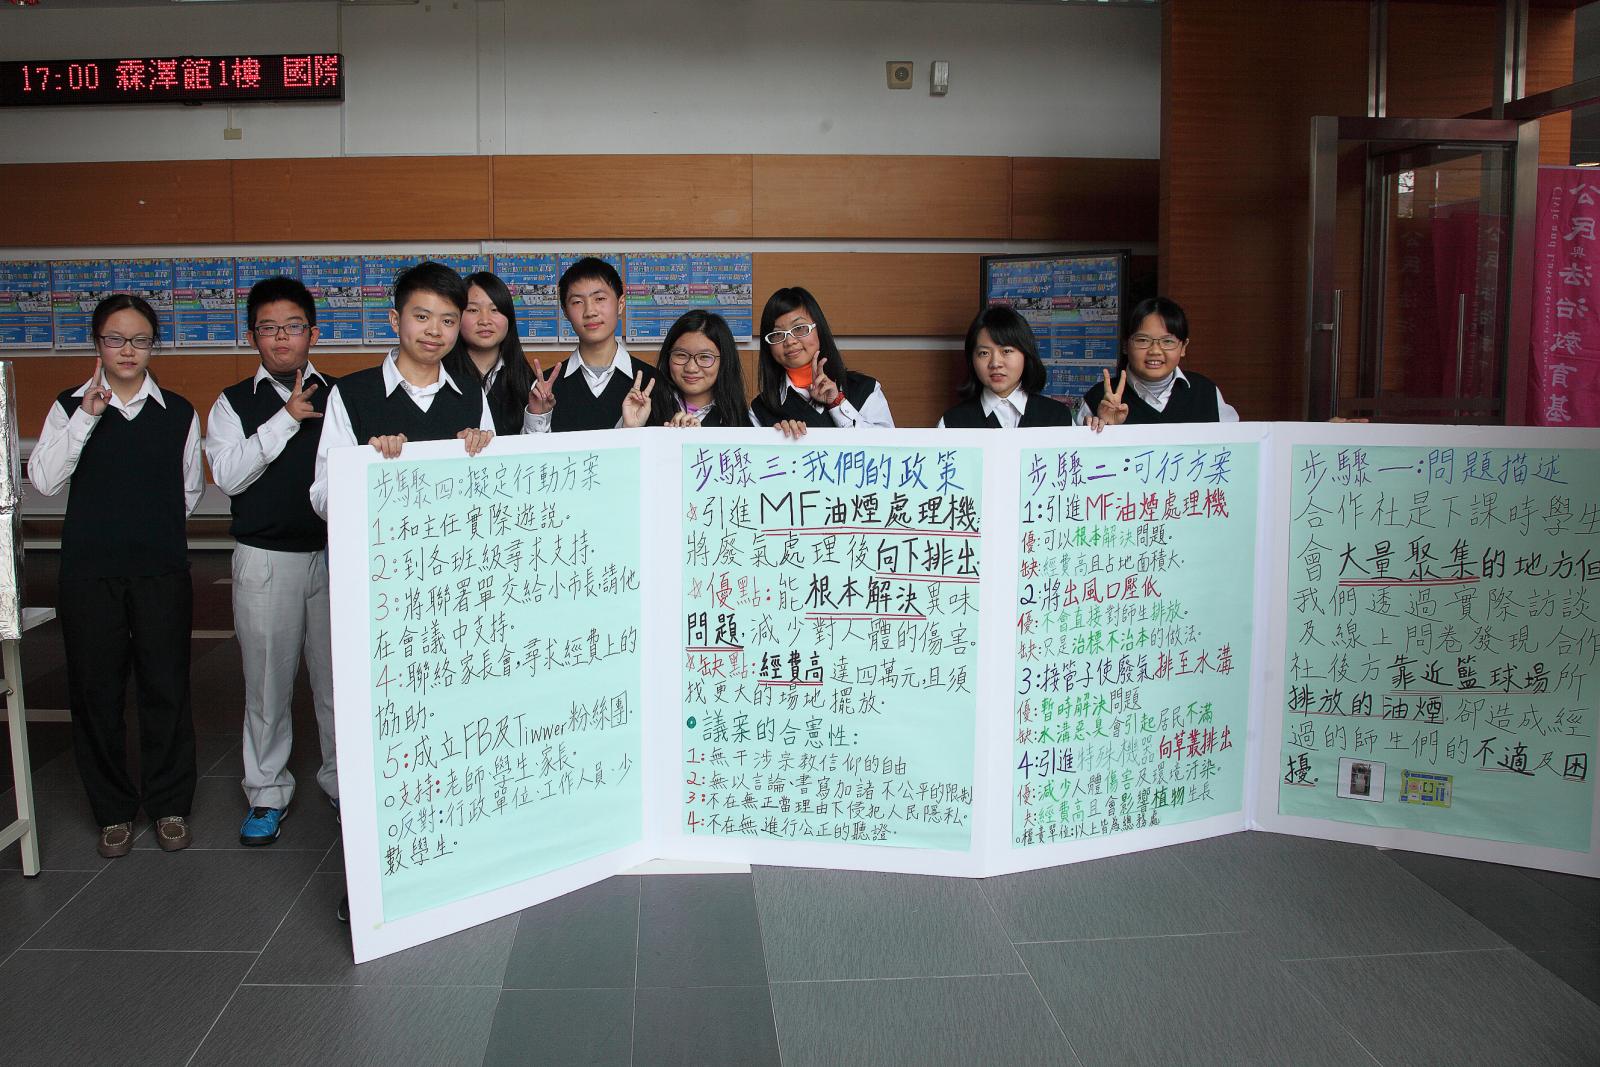 17:00 霖澤館1樓 國際
公民與法治教育基
步驟四:擬定行動方案
1:和主任實際遊說。
2:到各班級尋求支持.
3:將聯署單交給小市長,請他
在會議中支持。
4:聯絡家長會,尋求經費上的
協助。
5:成立FB及Tiwwer粉絲團.
○支持:老師.學生.家長。
○反對:行政單位.工作人員.少
數學生。
步驟三:我們的政策
☆引進MF油煙處理機.
將廢氣處理後向下排出
☆優點:能根本解決異味
問題,減少對人體的傷害。
☆缺點:經費高達四萬元,且須
找更大的場地擺放.
議案的合憲性:
1:無干涉宗教信仰的自由
2:無以言論、書寫加諸不公平的限制
3:不在無正當理由下侵犯人民隱私。
4:不在無進行公正的聽證。
步驟二:可行方案
1:引進MF油煙處理機
優:可以根本解決問題。
缺:經費高且占地面積大。
2:將出風口壓低
優:不會直接對師生排放。
缺:只是治標不治本的做法。
3:接管子使廢氣排至水溝
優:暫時解決問題
缺:水溝惡臭會引起居民不滿
4:引進特殊機器向草叢排出
優:減少人體傷害及環境汙染。
缺:經費高且會影響植物生長
○權責單位:以上皆為總務處
步驟一:問題描述
合作社是下課時學生
會大量聚集的地方但
我們透過實際訪談
及線上問卷發現合作
社後方靠近籃球場所
排放的油煙,卻造成經
過的師生們的不適及困
擾。